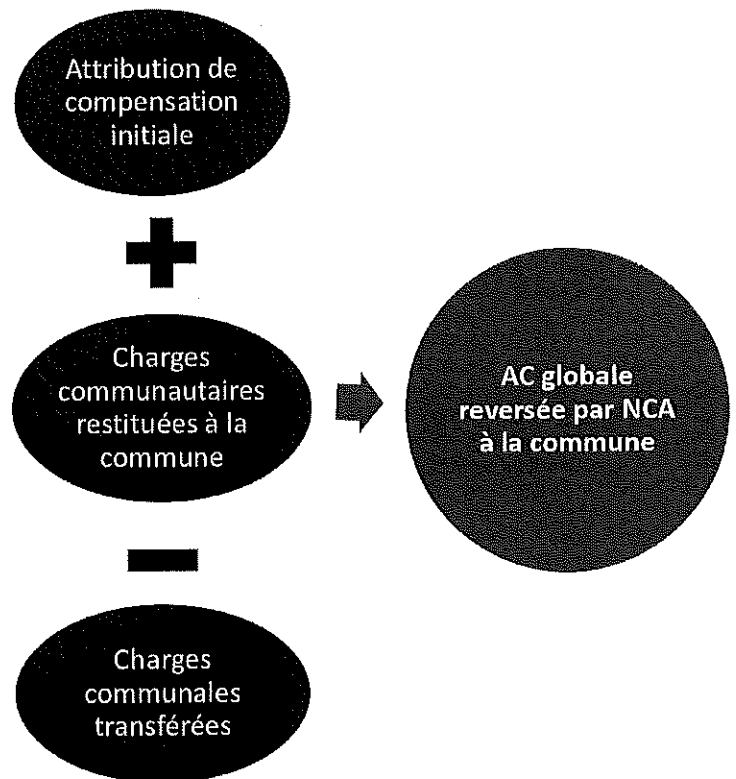 Attribution de
compensation
initiale
+
Charges
communautaires
restituées à la
commune
AC globale
reversée par NCA
à la commune
-
Charges
communales
transférées